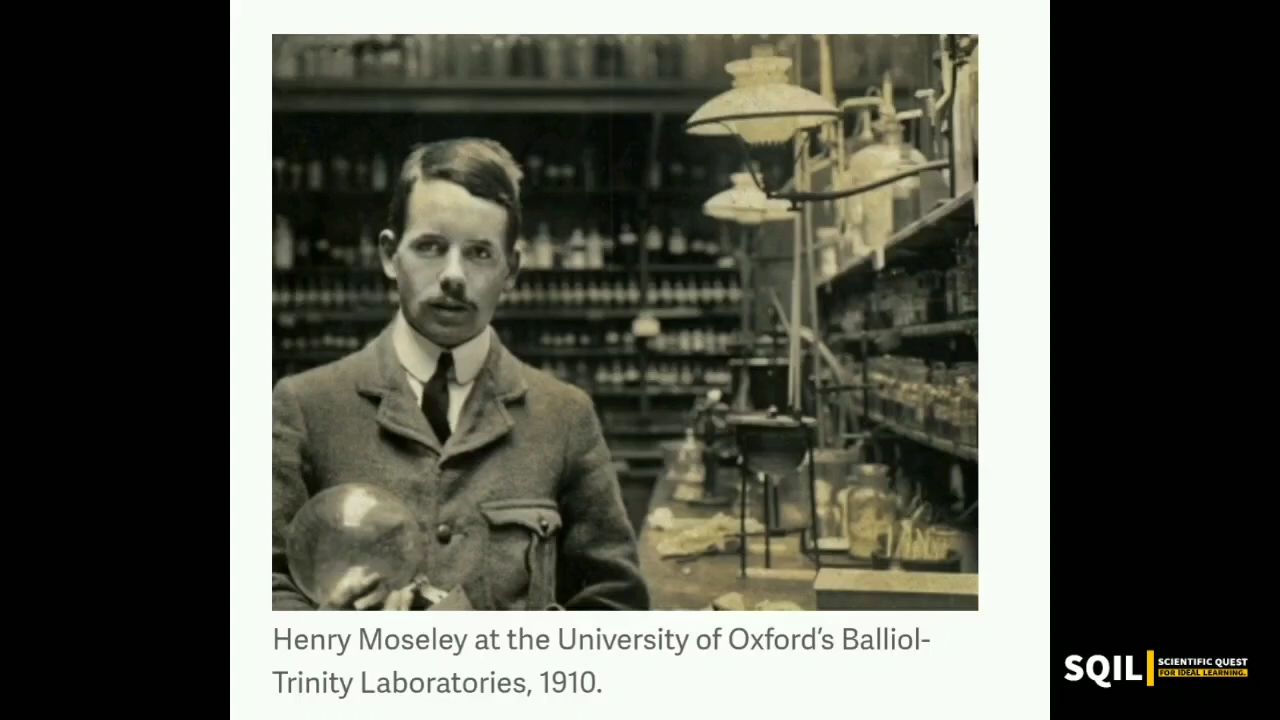 Henry Moseley at the University of Oxford’s Balliol-
Trinity Laboratories, 1910.
SQIL
SCIENTIFIC QUEST
FOR IDEAL LEARNING.